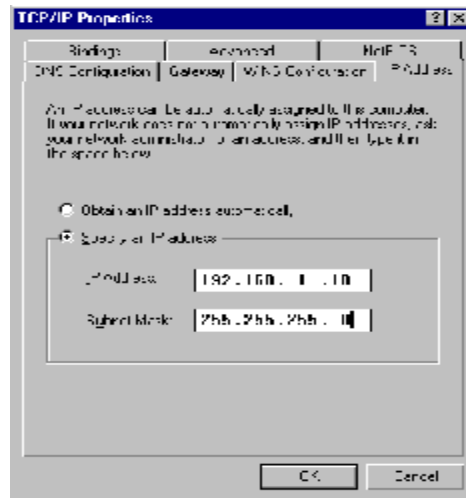 TCP/IP Properties
Bindings Advanced NetBIOS
DNS Configuration Gateway WINS Configuration IP Address
An IP address can be automatically assigned to this computer.
If your network does not automatically assign IP addresses, ask
your network administrator for an address, and then type it in
the space below.
Obtain an IP address automatically
Specify an IP address
IP Address:
192.168. 1 .10
Subnet Mask:
255.255.255. 0
OK Cancel